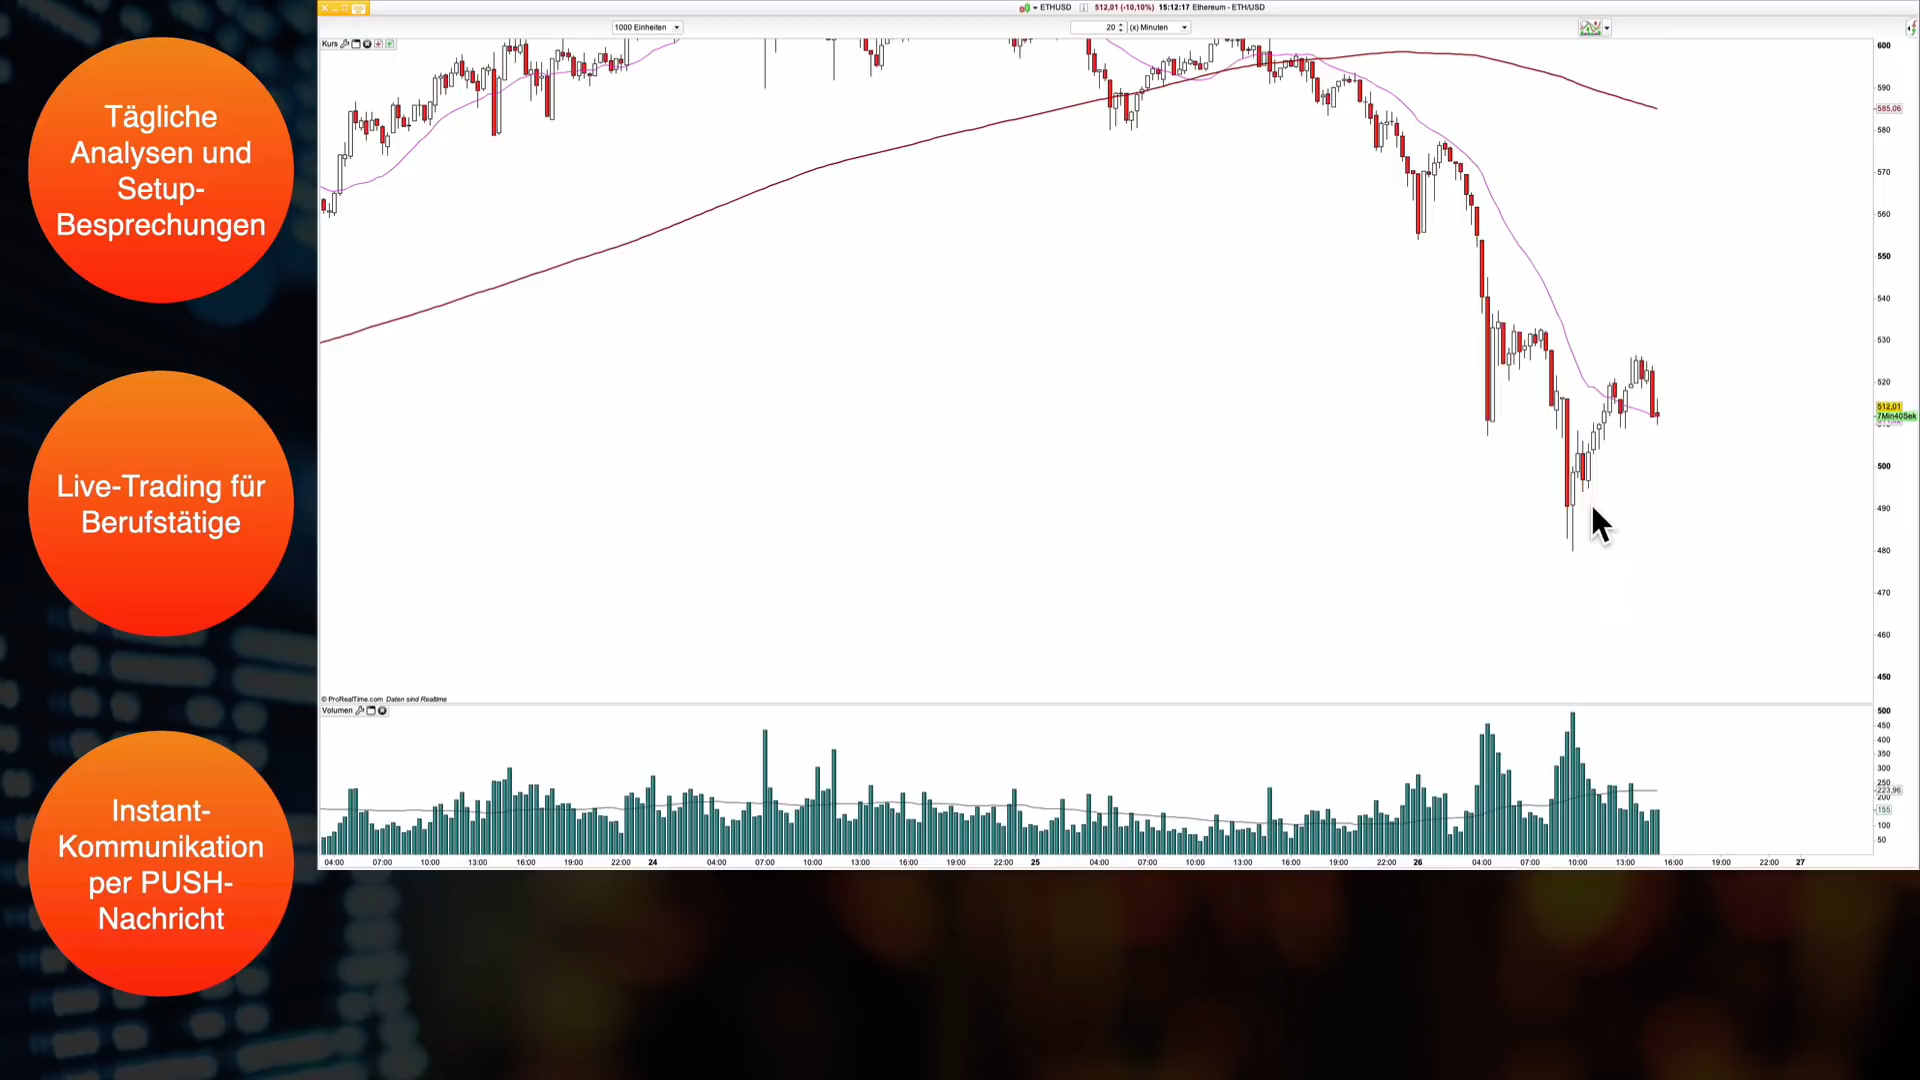 Tägliche
Analysen und
Setup-
Besprechungen
Live-Trading für
Berufstätige
Instant-
Kommunikation
per PUSH-
Nachricht
ETHUSD 512,01 (-10,10%) 15:12:17 Ethereum - ETH/USD
1000 Einheiten 20 (x) Minuten
Kurs
600
590
585,06
580
570
560
550
540
530
520
512,01
7Min40Sek
500
490
480
470
460
450
© ProRealTime.com Daten sind Realtime
Volumen
500
450
400
350
300
250
223,96
200
155
100
50
04:00 07:00 10:00 13:00 16:00 19:00 22:00 24 04:00 07:00 10:00 13:00 16:00 19:00 22:00 25 04:00 07:00 10:00 13:00 16:00 19:00 22:00 26 04:00 07:00 10:00 13:00 16:00 19:00 22:00 27